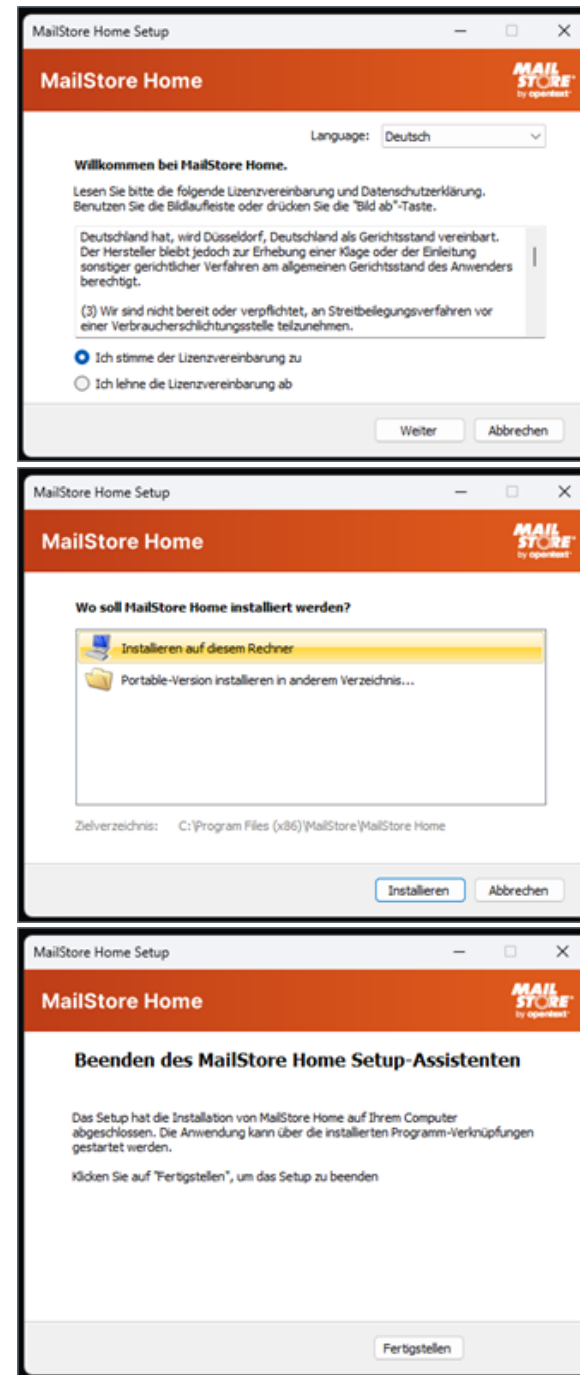 MailStore Home Setup
MailStore Home
MAIL
STORE
by opentext
Language: Deutsch
Willkommen bei MailStore Home.
Lesen Sie bitte die folgende Lizenzvereinbarung und Datenschutzerklärung.
Benutzen Sie die Bildlaufleiste oder drücken Sie die "Bild ab"-Taste.
Deutschland hat, wird Düsseldorf, Deutschland als Gerichtsstand vereinbart.
Der Hersteller bleibt jedoch zur Erhebung einer Klage oder der Einleitung
sonstiger gerichtlicher Verfahren am allgemeinen Gerichtsstand des Anwenders
berechtigt.
(3) Wir sind nicht bereit oder verpflichtet, an Streitbeilegungsverfahren vor
einer Verbraucherschlichtungsstelle teilzunehmen.
Ich stimme der Lizenzvereinbarung zu
Ich lehne die Lizenzvereinbarung ab
Weiter Abbrechen
MailStore Home Setup
MailStore Home
MAIL
STORE
by opentext
Wo soll MailStore Home installiert werden?
Installieren auf diesem Rechner
Portable-Version installieren in anderem Verzeichnis...
Zielverzeichnis: C:\Program Files (x86)\MailStore\MailStore Home
Installieren Abbrechen
MailStore Home Setup
MailStore Home
MAIL
STORE
by opentext
Beenden des MailStore Home Setup-Assistenten
Das Setup hat die Installation von MailStore Home auf Ihrem Computer
abgeschlossen. Die Anwendung kann über die installierten Programm-Verknüpfungen
gestartet werden.
Klicken Sie auf "Fertigstellen", um das Setup zu beenden
Fertigstellen